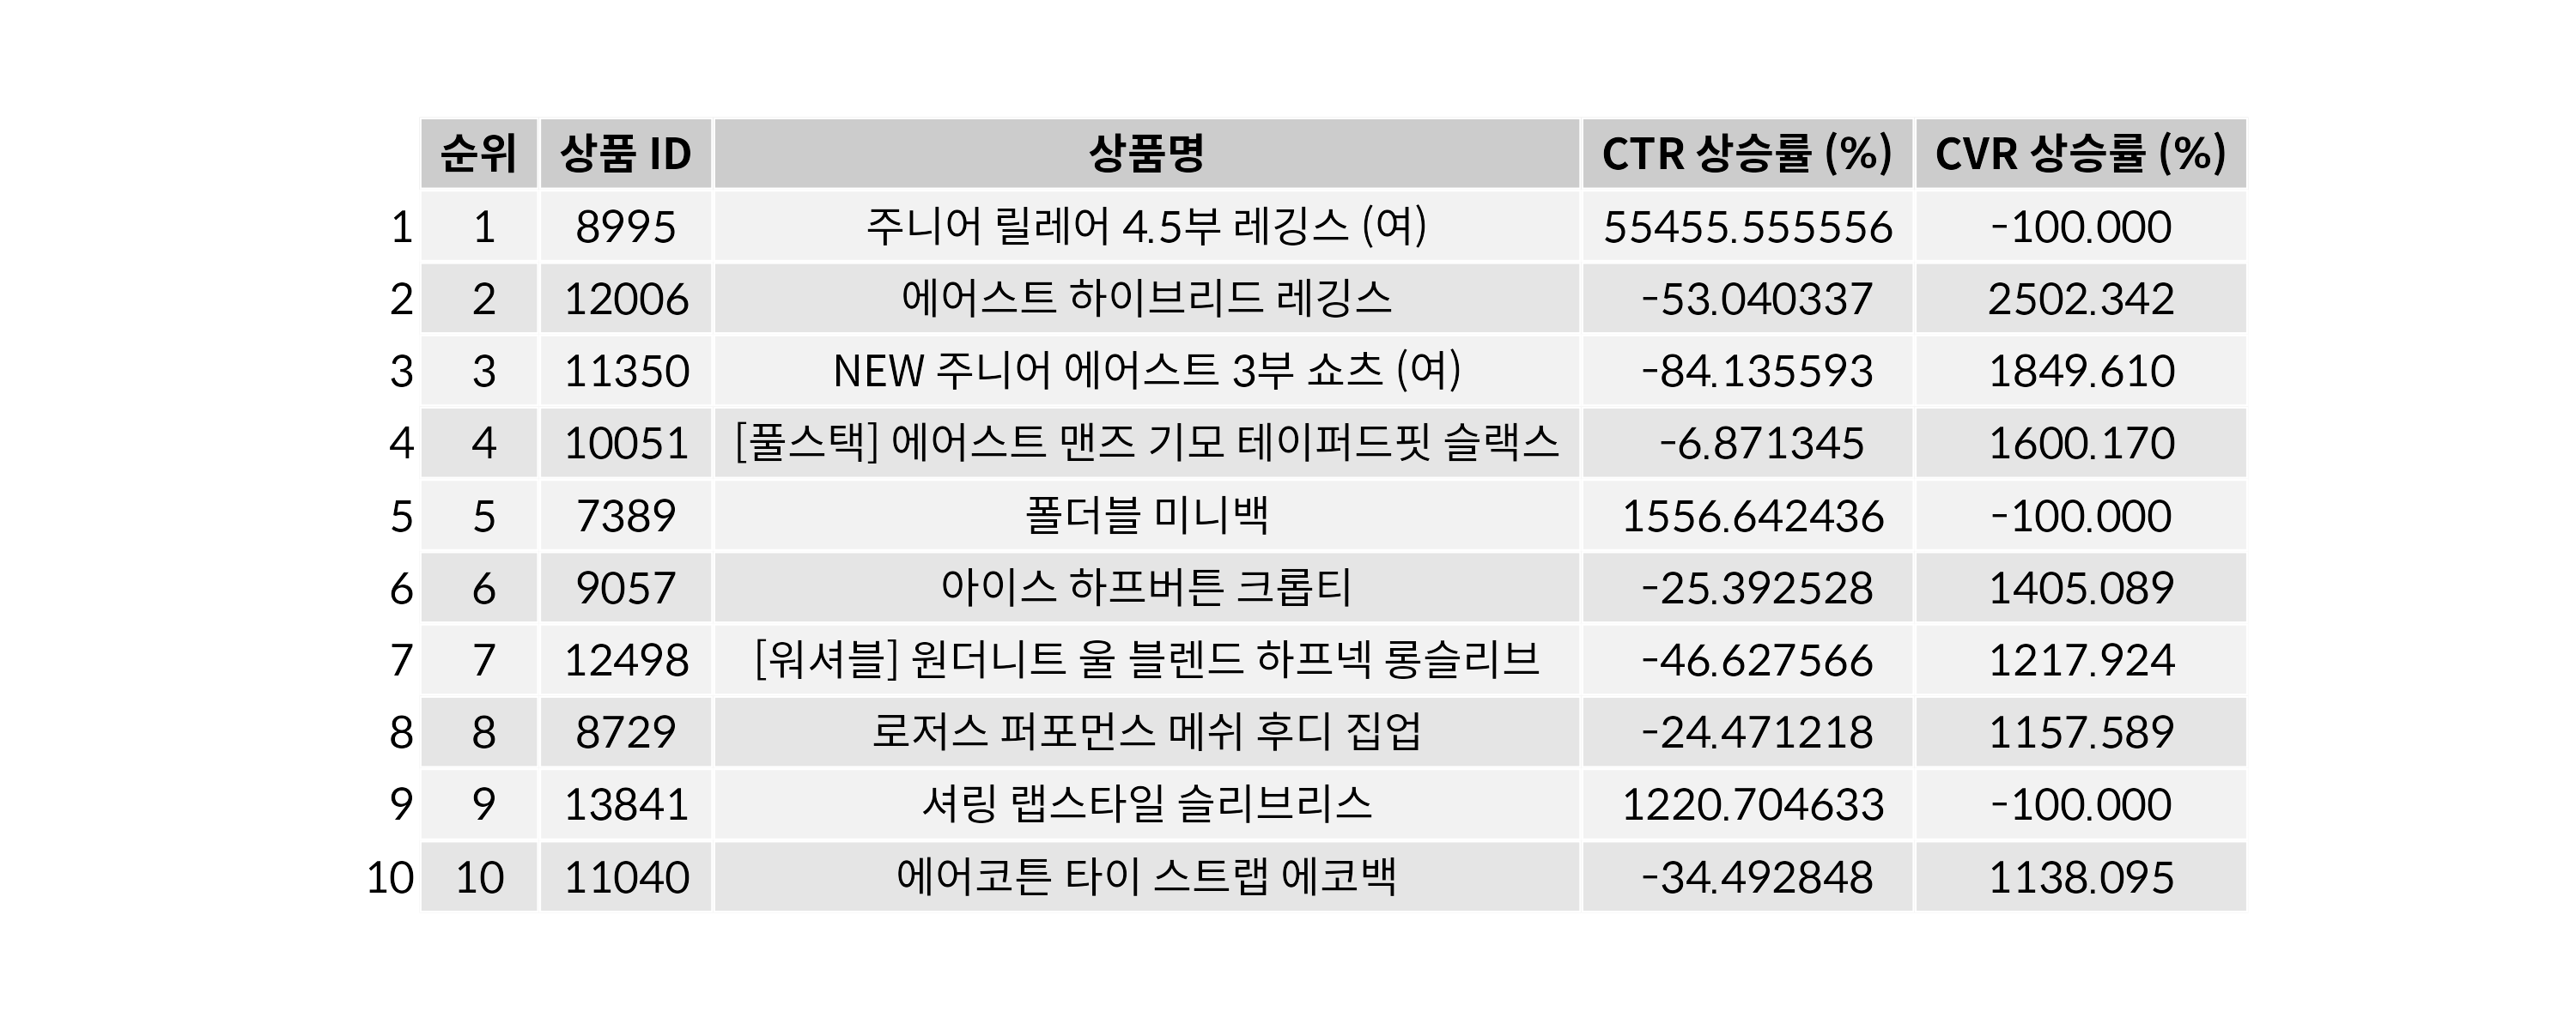 순위 상품 ID 상품명 CTR 상승률 (%) CVR 상승률 (%)
1 1 8995 주니어 릴레어 4.5부 레깅스 (여) 55455.555556 -100.000
2 2 12006 에어스트 하이브리드 레깅스 -53.040337 2502.342
3 3 11350 NEW 주니어 에어스트 3부 쇼츠 (여) -84.135593 1849.610
4 4 10051 [풀스택] 에어스트 맨즈 기모 테이퍼드핏 슬랙스 -6.871345 1600.170
5 5 7389 폴더블 미니백 1556.642436 -100.000
6 6 9057 아이스 하프버튼 크롭티 -25.392528 1405.089
7 7 12498 [워셔블] 원더니트 울 블렌드 하프넥 롱슬리브 -46.627566 1217.924
8 8 8729 로저스 퍼포먼스 메쉬 후디 집업 -24.471218 1157.589
9 9 13841 셔링 랩스타일 슬리브리스 1220.704633 -100.000
10 10 11040 에어코튼 타이 스트랩 에코백 -34.492848 1138.095